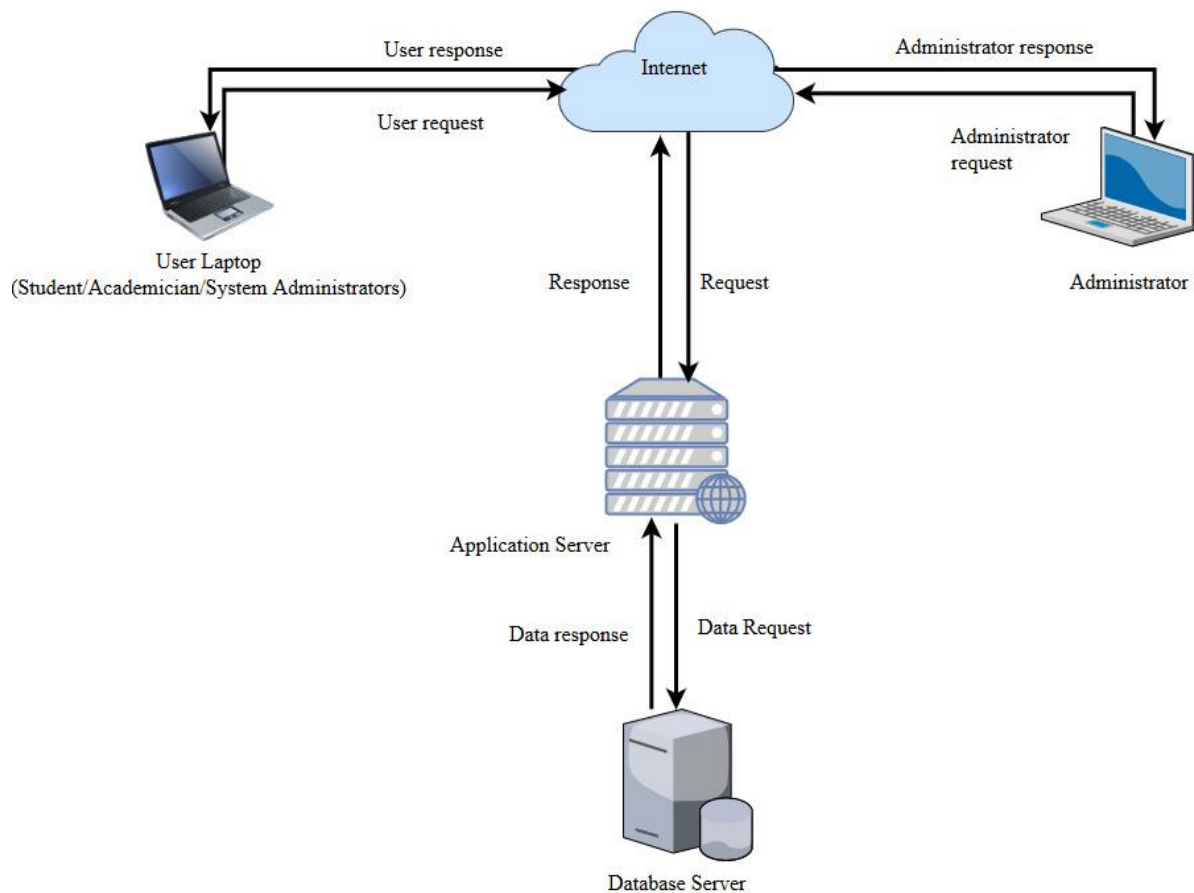 User response
Administrator response
Internet
User request
Administrator
request
User Laptop
(Student/Academician/System Administrators)
Response
Request
Administrator
Application Server
Data response
Data Request
Database Server